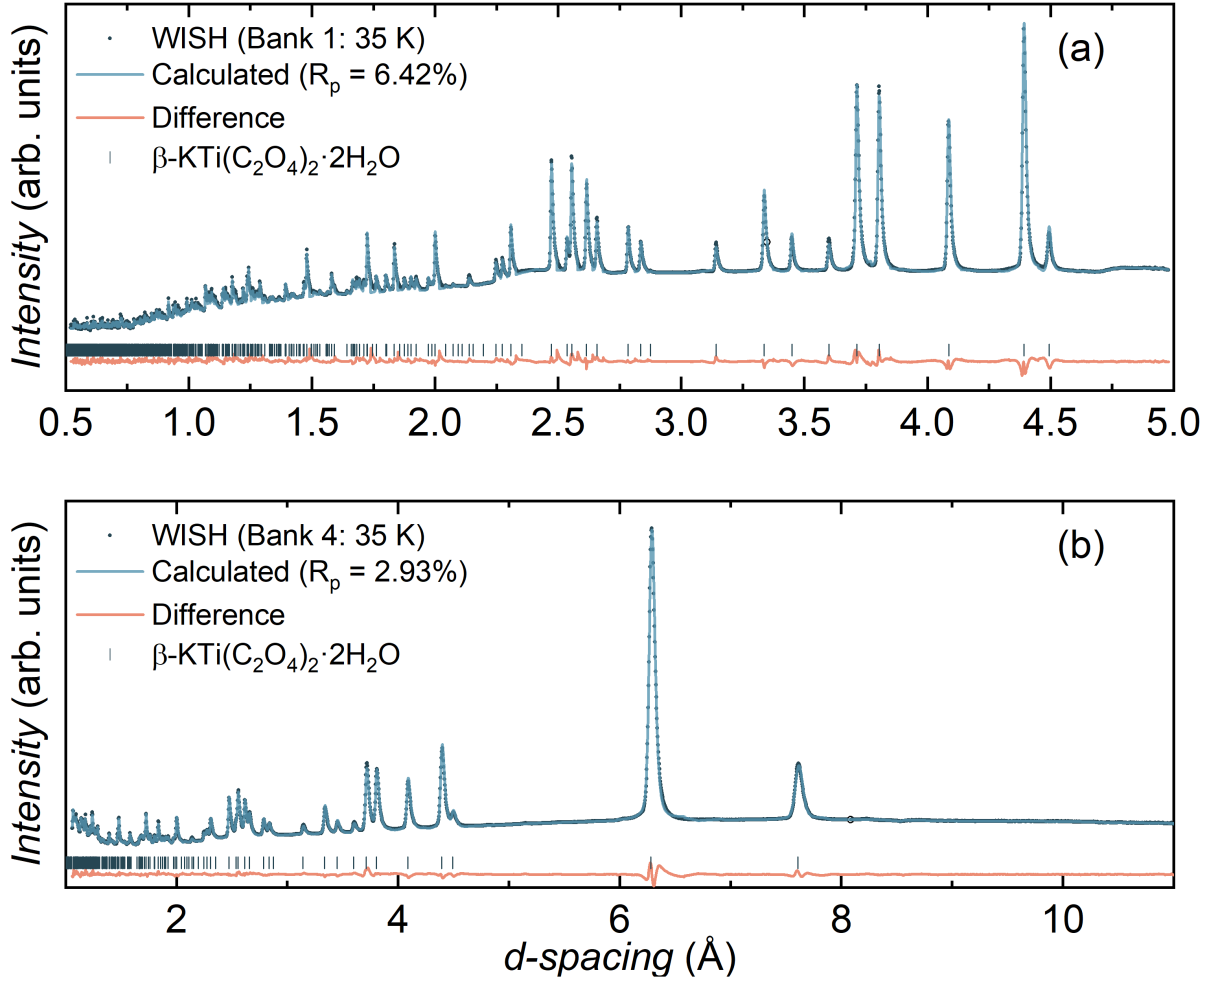 WISH (Bank 1: 35 K)
(a)
Calculated (Rp = 6.42%)
Difference
β-KTi(C2O4)2·2H2O
Intensity (arb. units)
0.5 1.0 1.5 2.0 2.5 3.0 3.5 4.0 4.5 5.0
WISH (Bank 4: 35 K)
(b)
Calculated (Rp = 2.93%)
Difference
β-KTi(C2O4)2·2H2O
Intensity (arb. units)
2 4 6 8 10
d-spacing (Å)